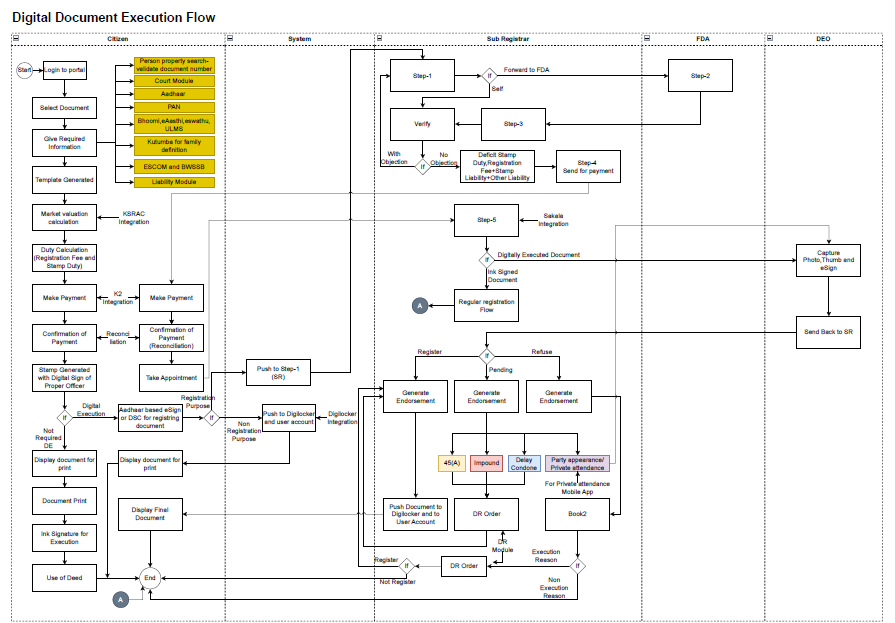 Digital Document Execution Flow
Citizen
System
Sub Registrar
FDA
DEO
Start
Login to portal
Select Document
Give Required
Information
Template Generated
Market valuation
calculation
KSRAC
Integration
Duty Calculation
(Registration Fee and
Stamp Duty)
Make Payment
K2
Integration
Make Payment
Confirmation of
Payment
Reconci
liation
Confirmation of
Payment
(Reconciliation)
Stamp Generated
with Digital Sign of
Proper Officer
Take Appointment
If
Digital
Execution
Not
Required
DE
Aadhaar based eSign
or DSC for registring
document
Registration
Purpose
If
Non
Registration
Purpose
Display document for
print
Display document for
print
Document Print
Display Final
Document
Ink Signature for
Execution
Use of Deed
End
A
Person property search-
validate document number
Court Module
Aadhaar
PAN
Bhoomi,eAasthi,eswathu,
ULMS
Kutumba for family
definition
ESCOM and BWSSB
Liability Module
Push to Step-1
(SR)
Push to Digilocker
and user account
Digilocker
Integration
Step-1
If
Forward to FDA
Self
Step-2
Verify
Step-3
With
Objection
If
No
Objection
Deficit Stamp
Duty,Registration
Fee+Stamp
Liability+Other Liability
Step-4
Send for payment
Step-5
Sakala
Integration
If
Digitally Executed Document
Ink Signed
Document
Regular registration
Flow
A
Capture
Photo,Thumb and
eSign
Send Back to SR
If
Register
Pending
Refuse
Generate
Endorsement
Generate
Endorsement
Generate
Endorsement
45(A)
Impound
Delay
Condone
Party appearance/
Private attendance
For Private attendance
Mobile App
Push Document to
Digilocker and to
User Account
DR Order
Book2
DR
Module
DR Order
Execution
Reason
If
Non
Execution
Reason
Register
If
Not Register